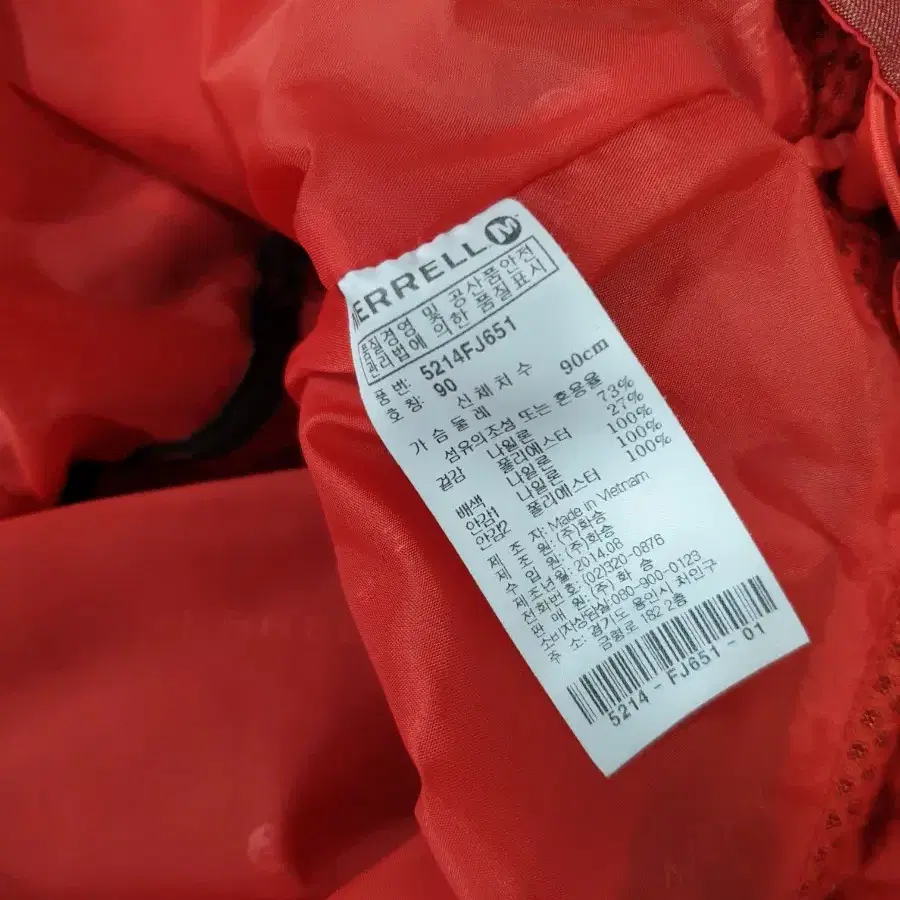 MERRELL
품질경영 및 공산품안전
관리법에 의한 품질표시
품 번: 5214FJ651
호 칭: 90
신체치수
가슴둘레 90cm
섬유의조성 또는 혼용율
겉감 나일론 73%
폴리에스터 27%
배색 나일론 100%
안감1 나일론 100%
안감2 폴리에스터 100%
제 조 자: Made in Vietnam
제 조 원: (주)화승
수 입 원: (주)화승
제조년월: 2014.08
전화번호: (02)320-0876
판 매 원: (주) 화 승
소비자상담실: 080-900-0123
주 소: 경기도 용인시 처인구
금령로 182 2층
5214 - FJ651 - 01